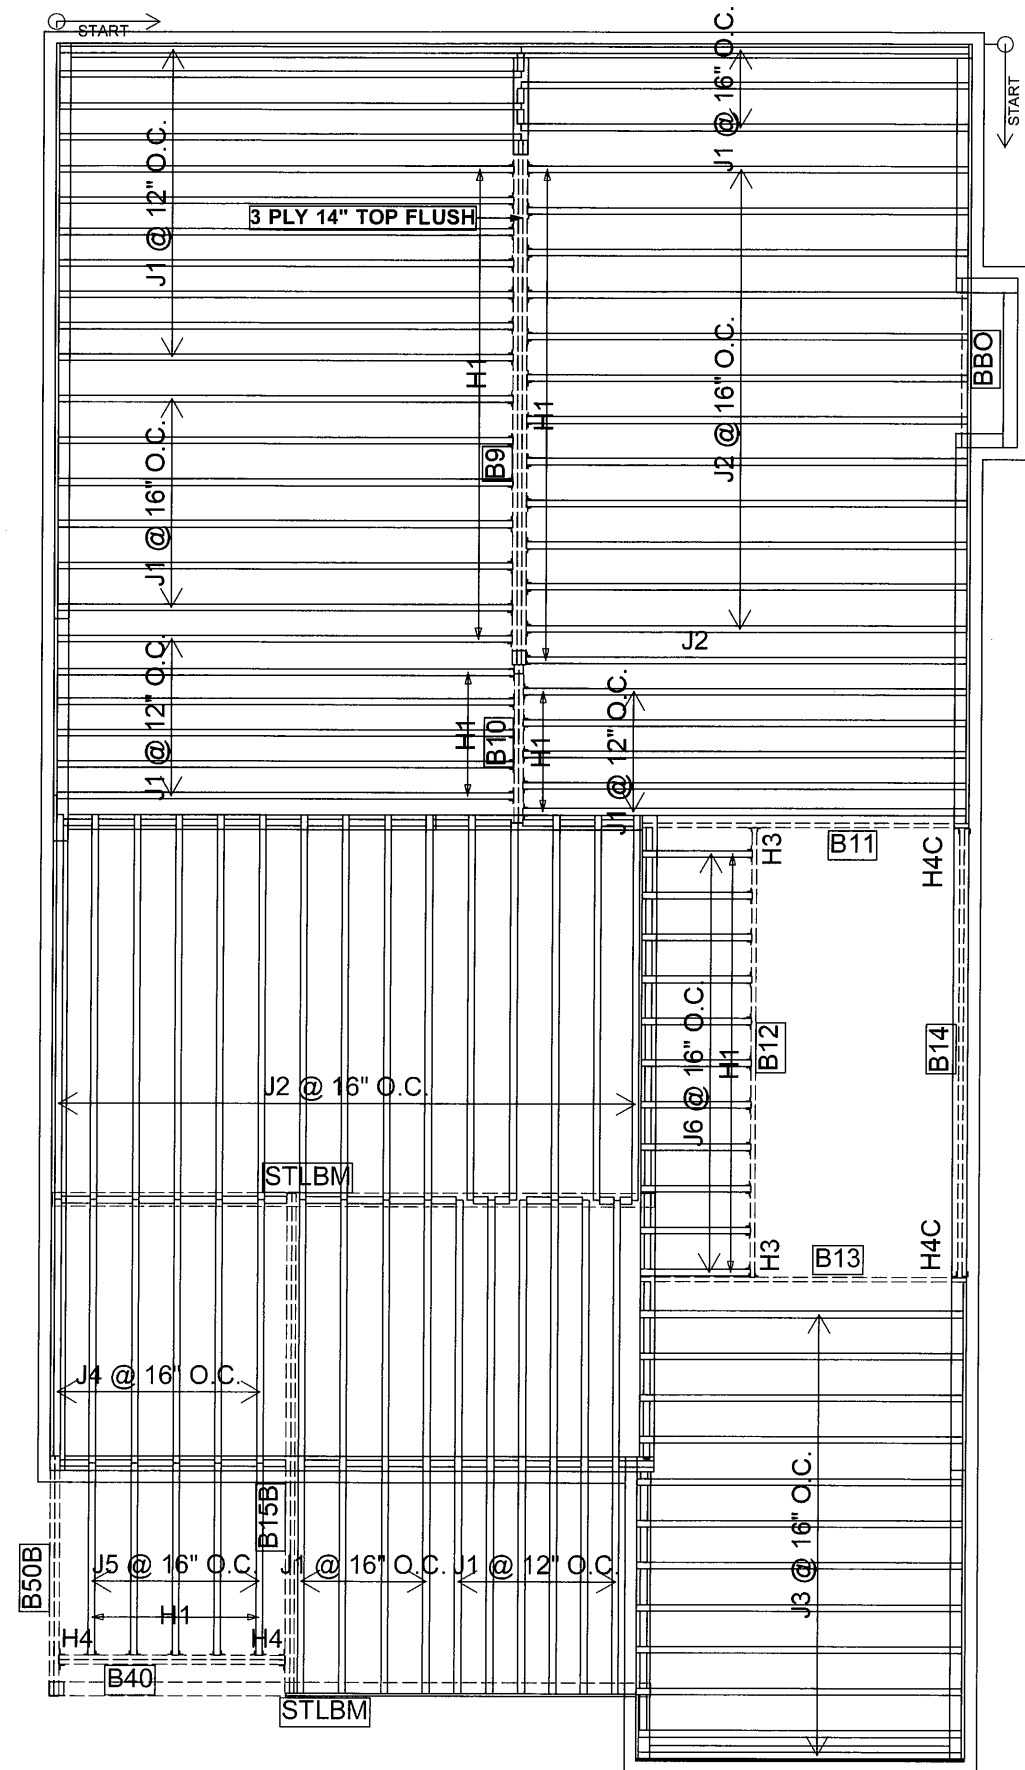 START
START
J1 @ 12" O.C.
J1 @ 16" O.C.
3 PLY 14" TOP FLUSH
H1
H1
J2 @ 16" O.C.
BBO
J1 @ 16" O.C.
B9
J2
J1 @ 12" O.C.
H1
B10
H1
J1 @ 12" O.C.
H3
B11
H4C
J6 @ 16" O.C.
H1
B12
B14
J2 @ 16" O.C.
STLBM
H3
B13
H4C
J4 @ 16" O.C.
B15B
B50B
J5 @ 16" O.C.
J1 @ 16" O.C.
J1 @ 12" O.C.
J3 @ 16" O.C.
H1
H4
H4
B40
STLBM